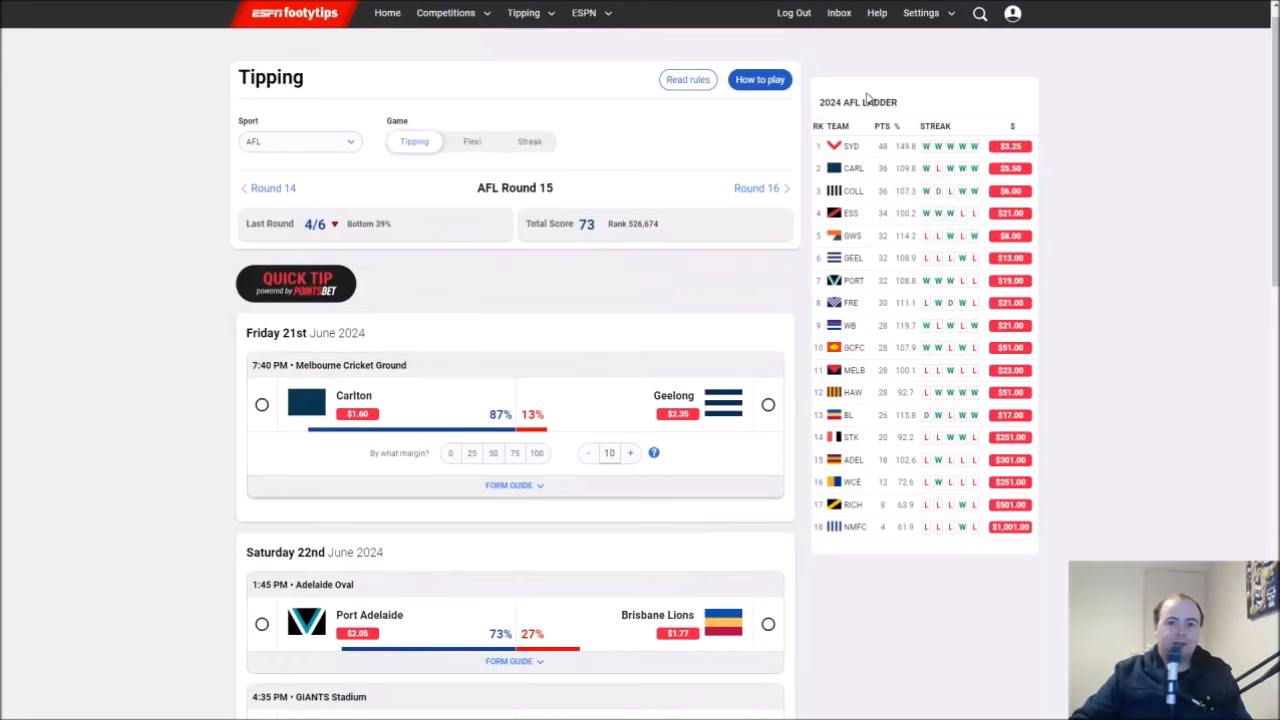 ESPN footytips Home Competitions Tipping ESPN Log Out Inbox Help Settings
Tipping
Read rules How to play
Sport
AFL
Game
Tipping Flexi Streak
Round 14 AFL Round 15 Round 16
Last Round 4/6 Bottom 39% Total Score 73 Rank 526,674
QUICK TIP
powered by POINTSBET
Friday 21st June 2024
7:40 PM • Melbourne Cricket Ground
Carlton
$1.60
87% 13%
Geelong
$2.35
By what margin? 0 25 50 75 100 - 10 + ?
FORM GUIDE
Saturday 22nd June 2024
1:45 PM • Adelaide Oval
Port Adelaide
$2.05
73% 27%
Brisbane Lions
$1.77
FORM GUIDE
4:35 PM • GIANTS Stadium
2024 AFL LADDER
RK TEAM PTS % STREAK $
1 SYD 48 149.8 W W W W W $3.25
2 CARL 36 109.8 W L W W W $5.50
3 COLL 36 107.3 W D L W W $6.00
4 ESS 34 100.2 W W W L L $21.00
5 GWS 32 114.2 L L W L W $8.00
6 GEEL 32 108.9 L L L W L $13.00
7 PORT 32 108.8 W W W L L $19.00
8 FRE 30 111.1 L W D W L $21.00
9 WB 28 119.7 W L W L W $21.00
10 GCFC 28 107.9 W W L W L $51.00
11 MELB 28 100.1 L L W L L $23.00
12 HAW 28 92.7 L W W W W $51.00
13 BL 26 115.8 D W L W W $17.00
14 STK 20 92.2 L L W W L $251.00
15 ADEL 18 102.6 L W L L L $301.00
16 WCE 12 72.6 L W L L L $251.00
17 RICH 8 63.9 L L L W L $501.00
18 NMFC 4 61.9 L L L W L $1,001.00